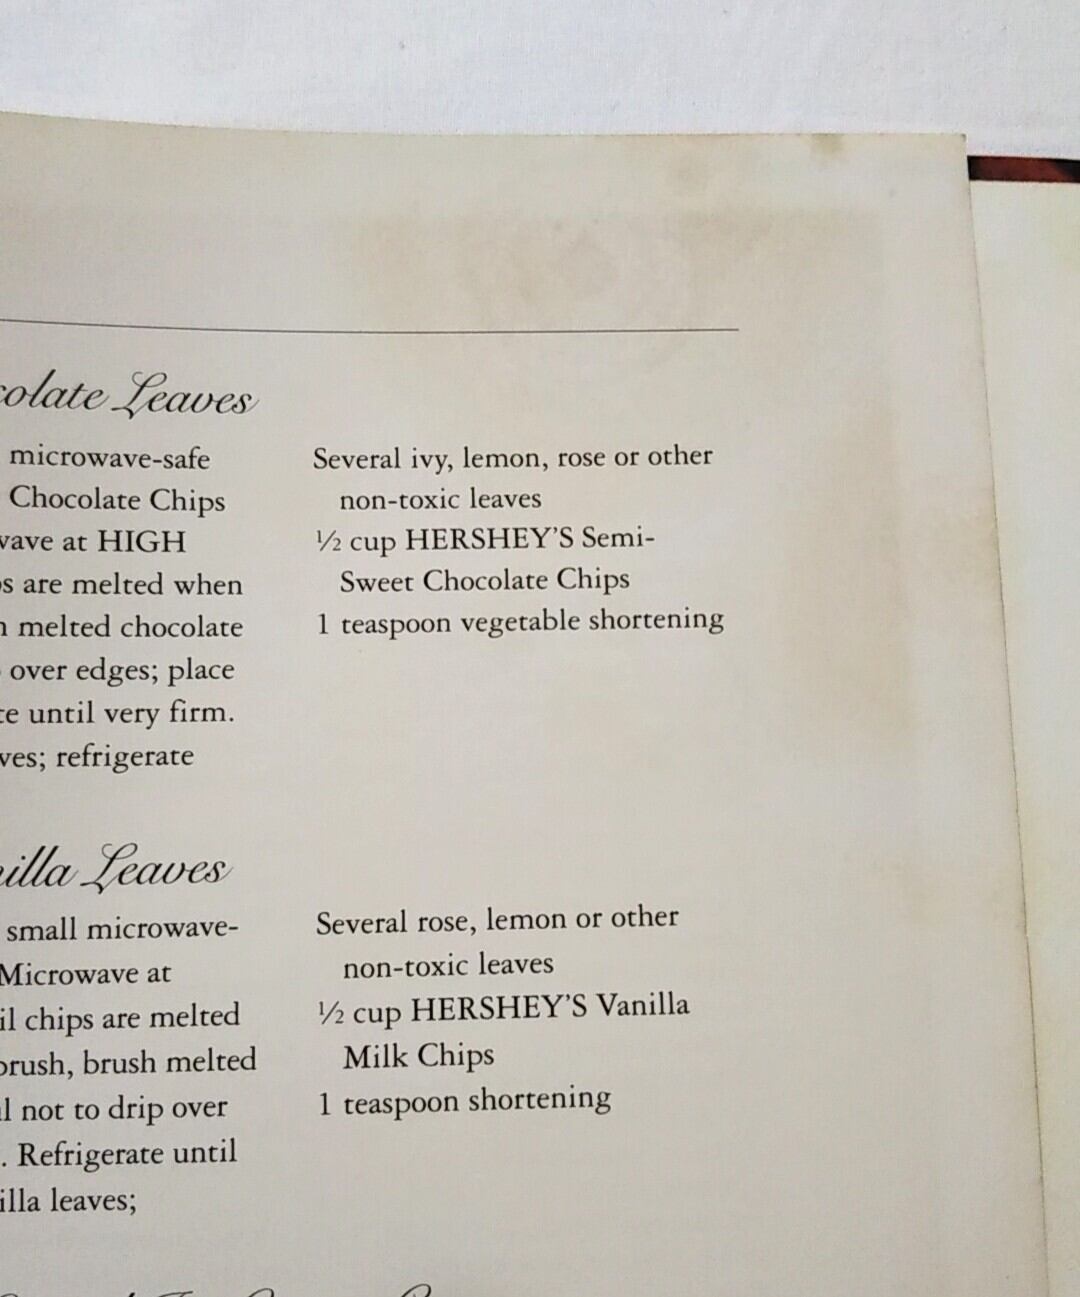 colate Leaves
microwave-safe
Chocolate Chips
wave at HIGH
s are melted when
melted chocolate
over edges; place
te until very firm.
ves; refrigerate
Several ivy, lemon, rose or other
non-toxic leaves
½ cup HERSHEY'S Semi-
Sweet Chocolate Chips
1 teaspoon vegetable shortening
illa Leaves
small microwave-
Microwave at
il chips are melted
brush, brush melted
l not to drip over
. Refrigerate until
illa leaves;
Several rose, lemon or other
non-toxic leaves
½ cup HERSHEY'S Vanilla
Milk Chips
1 teaspoon shortening